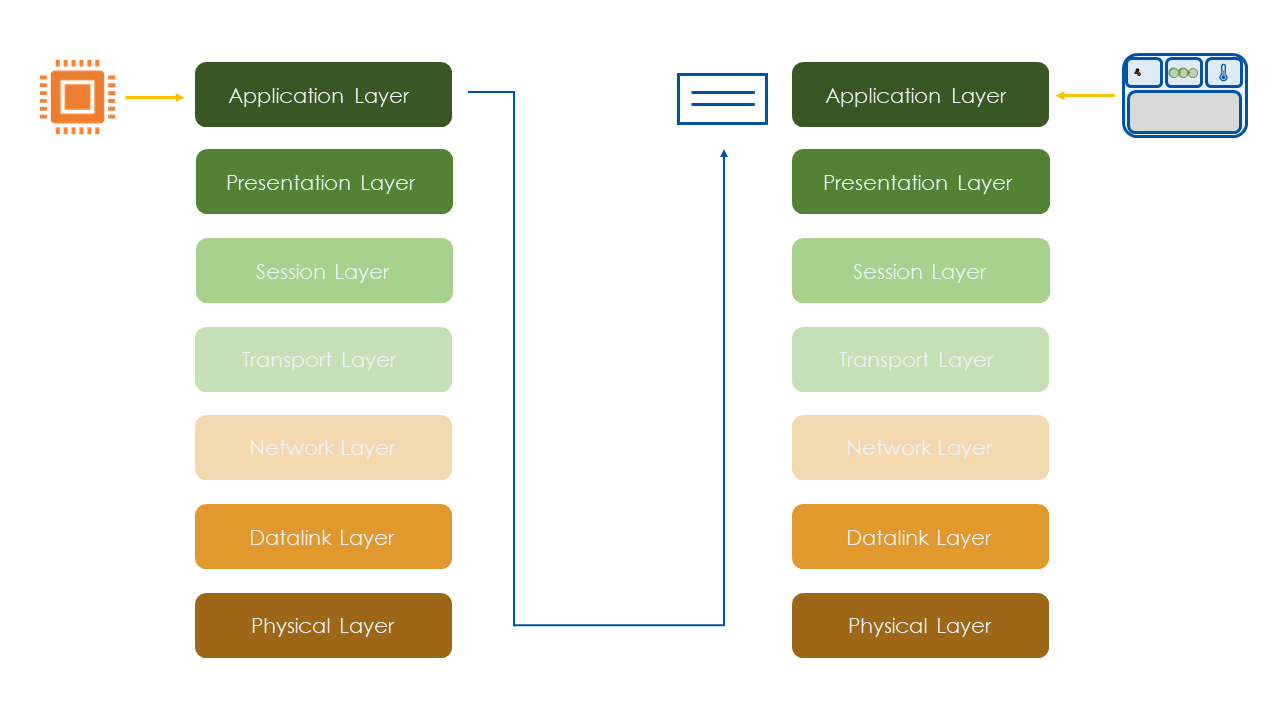 Application Layer
Presentation Layer
Session Layer
Transport Layer
Network Layer
Datalink Layer
Physical Layer
Application Layer
Presentation Layer
Session Layer
Transport Layer
Network Layer
Datalink Layer
Physical Layer